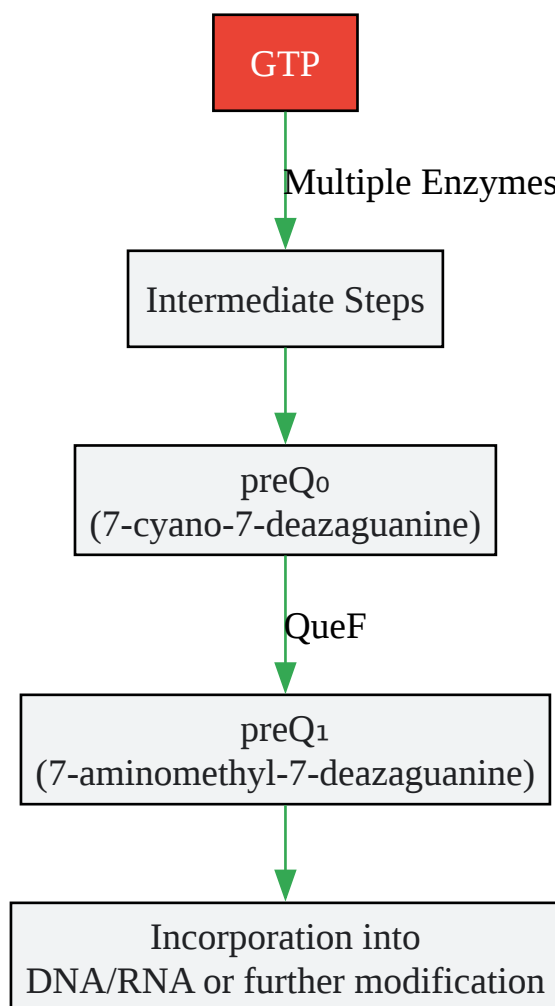 GTP
Multiple Enzymes
Intermediate Steps
preQ₀
(7-cyano-7-deazaguanine)
QueF
preQ₁
(7-aminomethyl-7-deazaguanine)
Incorporation into
DNA/RNA or further modification